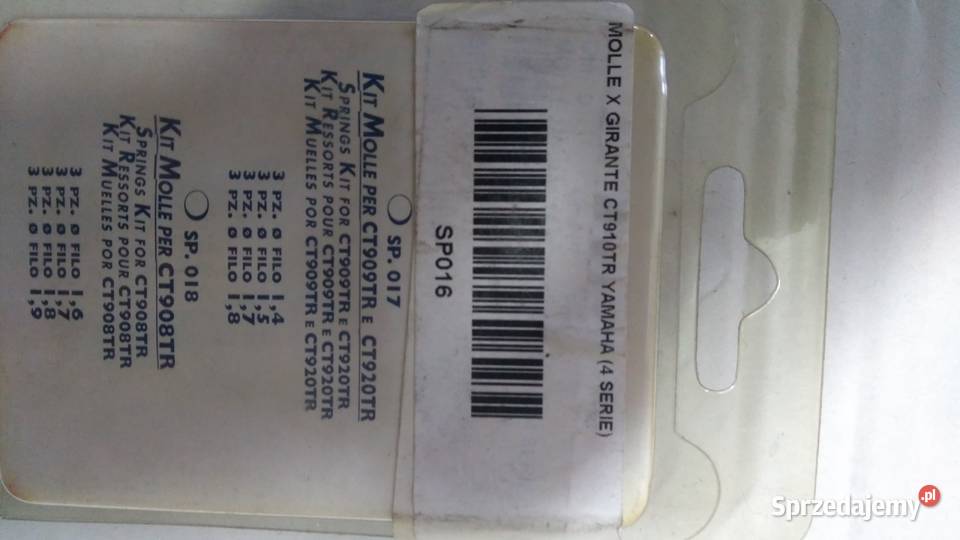 MOLLE X GIRANTE CT910TR YAMAHA (4 SERIE)
SP016
SP. 017
KIT MOLLE PER CT909TR E CT920TR
SPRINGS KIT FOR CT909TR E CT920TR
KIT RESSORTS POUR CT909TR E CT920TR
KIT MUELLES POR CT909TR E CT920TR
3 PZ. Ø FILO 1,4
3 PZ. Ø FILO 1,5
3 PZ. Ø FILO 1,7
3 PZ. Ø FILO 1,8
SP. 018
KIT MOLLE PER CT908TR
SPRINGS KIT FOR CT908TR
KIT RESSORTS POUR CT908TR
KIT MUELLES POR CT908TR
3 PZ. Ø FILO 1,6
3 PZ. Ø FILO 1,7
3 PZ. Ø FILO 1,8
3 PZ. Ø FILO 1,9
Sprzedajemy.pl